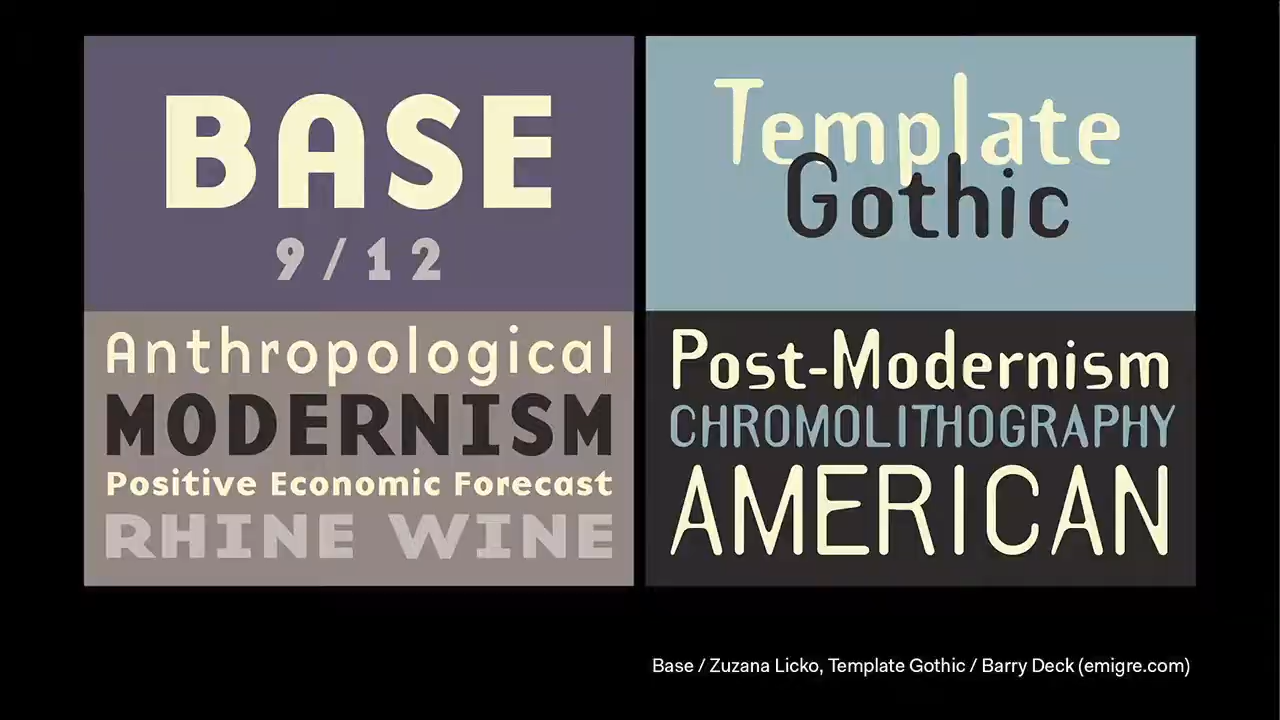 BASE
9/12
Anthropological
MODERNISM
Positive Economic Forecast
RHINE WINE
Template
Gothic
Post-Modernism
CHROMOLITHOGRAPHY
AMERICAN
Base / Zuzana Licko, Template Gothic / Barry Deck (emigre.com)